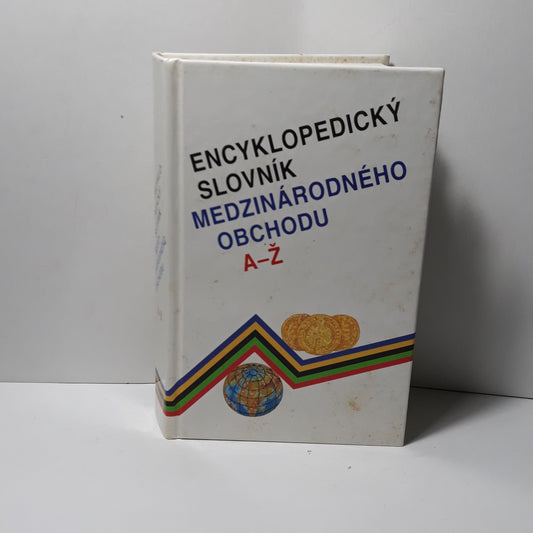 ENCYKLOPEDICKÝ
SLOVNÍK
MEDZINÁRODNÉHO
OBCHODU
A–Ž